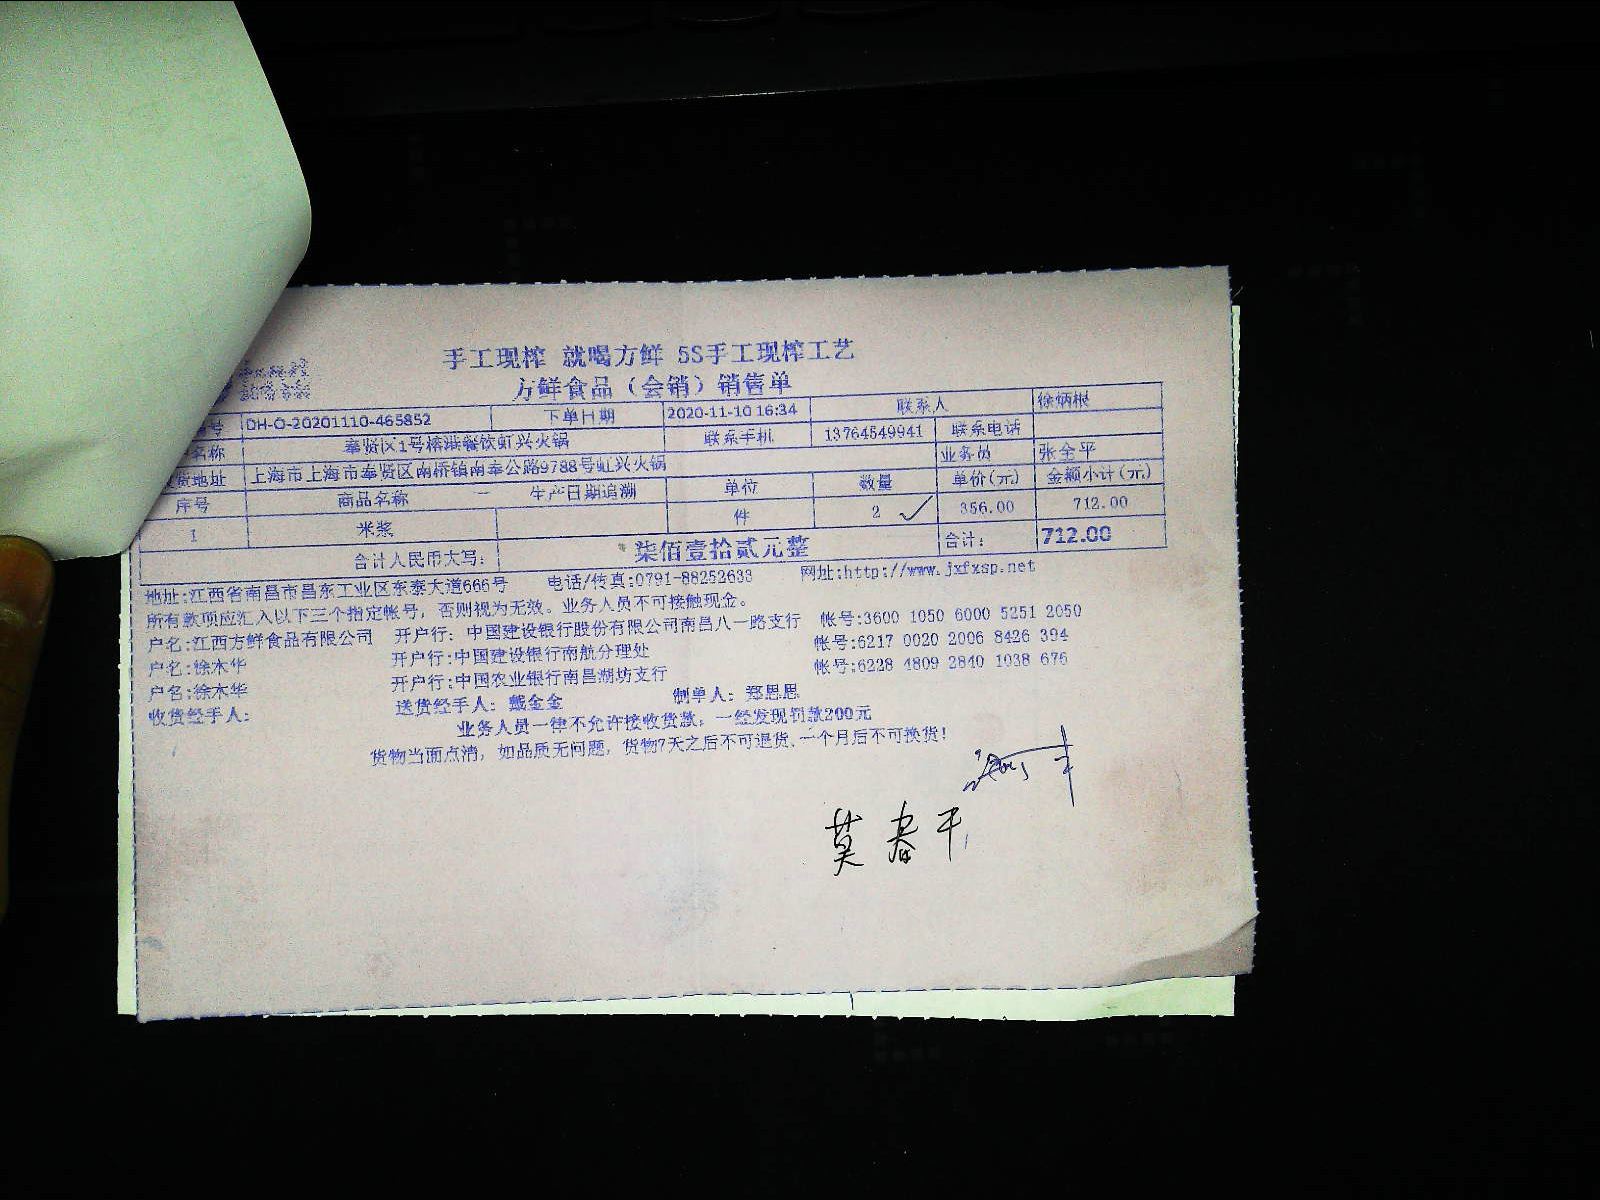 手工现榨 就喝方鲜 5S手工现榨工艺
方鲜食品（会销）销售单
号 DH-O-20201110-465852 下单日期 2020-11-10 16:34 联系人 徐炳根
名称 奉贤区1号榕港餐饮虹兴火锅 联系手机 13764549941 联系电话
货地址 上海市上海市奉贤区南桥镇南奉公路9788号虹兴火锅 业务员 张全平
序号 商品名称 生产日期追溯 单位 数量 单价(元) 金额小计(元)
1 米浆 件 2 356.00 712.00
合计人民币大写： 柒佰壹拾贰元整 合计： 712.00
地址:江西省南昌市昌东工业区东泰大道666号 电话/传真:0791-88252633 网址:http://www.jxfxsp.net
所有款项应汇入以下三个指定帐号，否则视为无效。业务人员不可接触现金。
户名:江西方鲜食品有限公司 开户行：中国建设银行股份有限公司南昌八一路支行 帐号:3600 1050 6000 5251 2050
户名:徐木华 开户行:中国建设银行南航分理处 帐号:6217 0020 2006 8426 394
户名:徐木华 开户行:中国农业银行南昌湖坊支行 帐号:6228 4809 2840 1038 676
收货经手人： 送货经手人：戴金金 制单人：郑思思
业务人员一律不允许接收货款，一经发现罚款200元
货物当面点清，如品质无问题，货物7天之后不可退货、一个月后不可换货！
莫春平